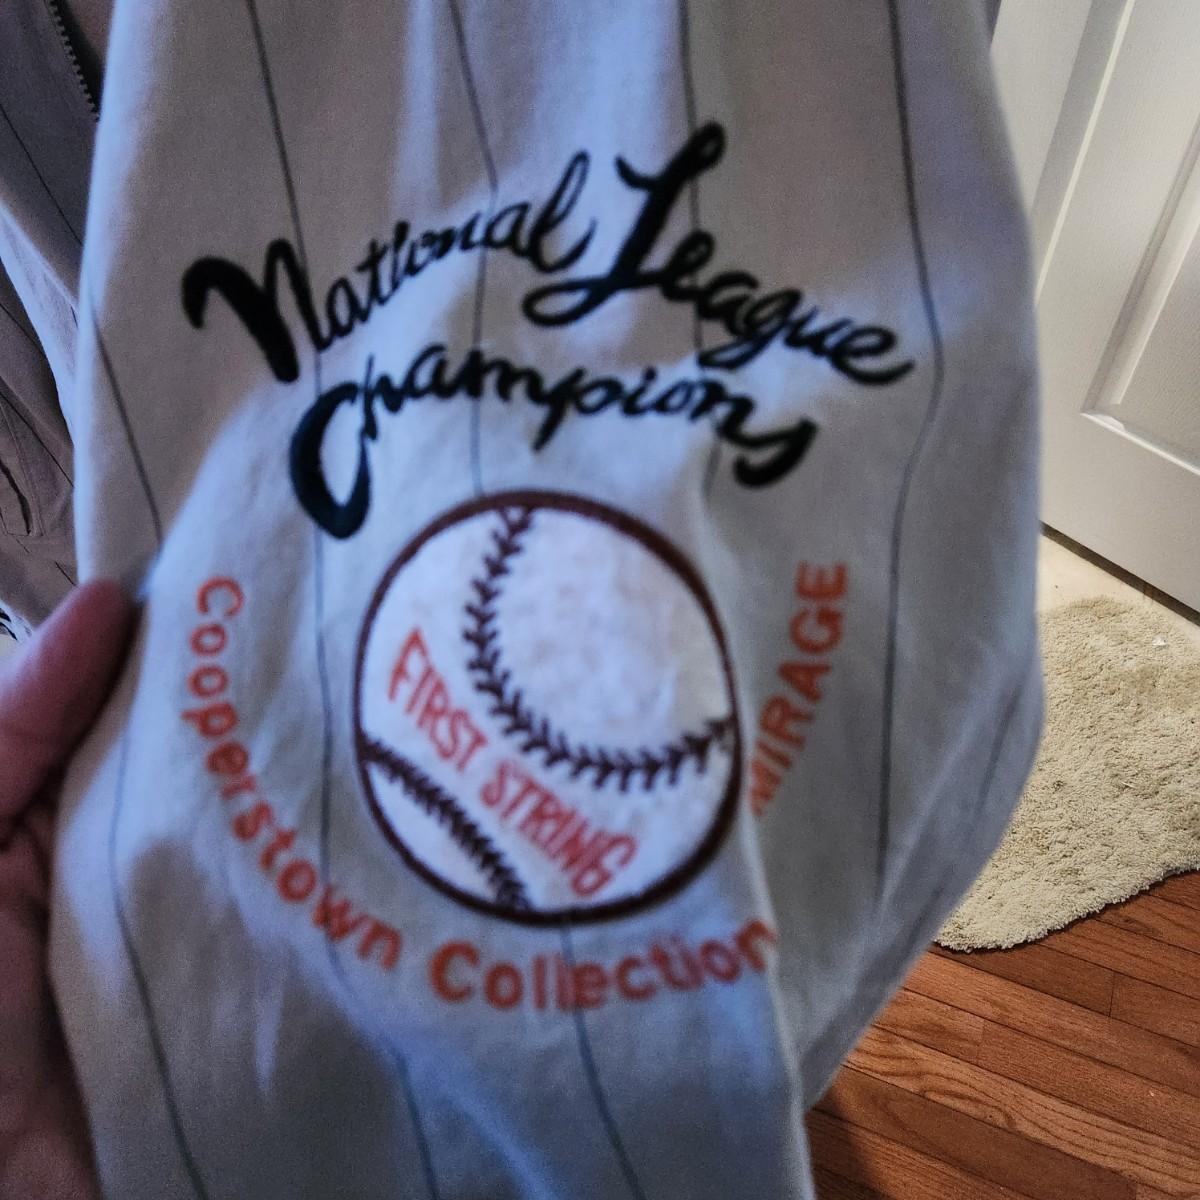 National League
Champions
FIRST STRING
Cooperstown Collection
MIRAGE